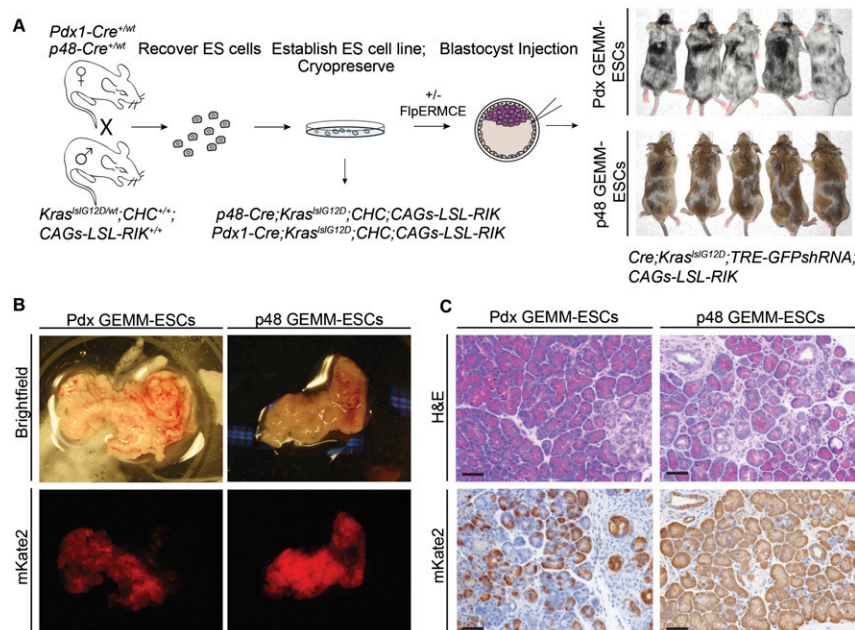 A
Pdx1-Cre+/wt
p48-Cre+/wt
Recover ES cells
Establish ES cell line;
Cryopreserve
Blastocyst Injection
+/-
FlpERMCE
X
KraslslG12D/wt;CHC+/+;
CAGs-LSL-RIK+/+
p48-Cre;KraslslG12D;CHC;CAGs-LSL-RIK
Pdx1-Cre;KraslslG12D;CHC;CAGs-LSL-RIK
Pdx GEMM-
ESCs
p48 GEMM-
ESCs
Cre;KraslslG12D;TRE-GFPshRNA;
CAGs-LSL-RIK
B
Pdx GEMM-ESCs
p48 GEMM-ESCs
Brightfield
mKate2
C
Pdx GEMM-ESCs
p48 GEMM-ESCs
H&E
mKate2